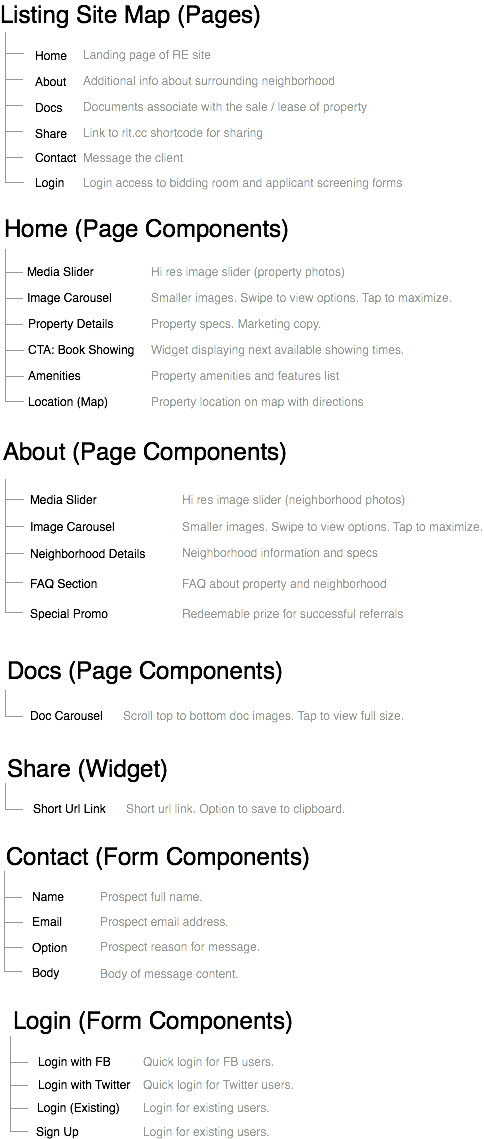 Listing Site Map (Pages)
Home Landing page of RE site
About Additional info about surrounding neighborhood
Docs Documents associate with the sale / lease of property
Share Link to rlt.cc shortcode for sharing
Contact Message the client
Login Login access to bidding room and applicant screening forms
Home (Page Components)
Media Slider Hi res image slider (property photos)
Image Carousel Smaller images. Swipe to view options. Tap to maximize.
Property Details Property specs. Marketing copy.
CTA: Book Showing Widget displaying next available showing times.
Amenities Property amenities and features list
Location (Map) Property location on map with directions
About (Page Components)
Media Slider Hi res image slider (neighborhood photos)
Image Carousel Smaller images. Swipe to view options. Tap to maximize.
Neighborhood Details Neighborhood information and specs
FAQ Section FAQ about property and neighborhood
Special Promo Redeemable prize for successful referrals
Docs (Page Components)
Doc Carousel Scroll top to bottom doc images. Tap to view full size.
Share (Widget)
Short Url Link Short url link. Option to save to clipboard.
Contact (Form Components)
Name Prospect full name.
Email Prospect email address.
Option Prospect reason for message.
Body Body of message content.
Login (Form Components)
Login with FB Quick login for FB users.
Login with Twitter Quick login for Twitter users.
Login (Existing) Login for existing users.
Sign Up Login for existing users.